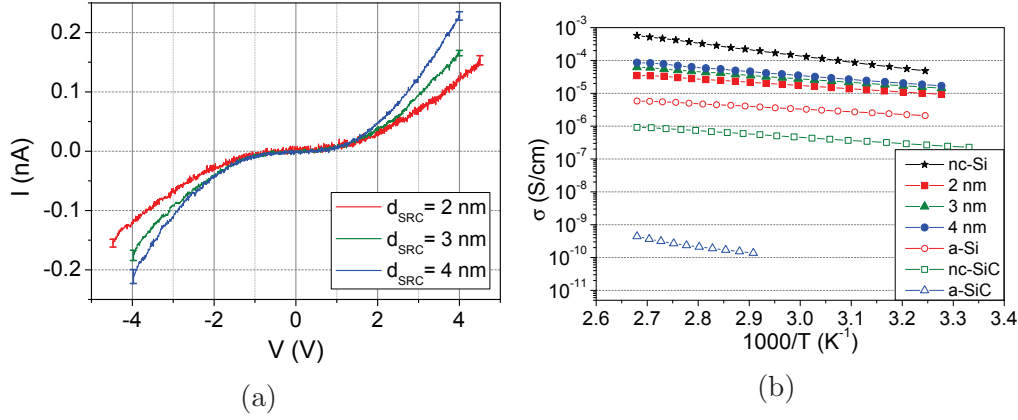 0.2
0.1
0.0
-0.1
-0.2
I (nA)
-4 -2 0 2 4
V (V)
d_SRC = 2 nm
d_SRC = 3 nm
d_SRC = 4 nm
(a)
10⁻³
10⁻⁴
10⁻⁵
10⁻⁶
10⁻⁷
10⁻⁸
10⁻⁹
10⁻¹⁰
10⁻¹¹
σ (S/cm)
nc-Si
2 nm
3 nm
4 nm
a-Si
nc-SiC
a-SiC
2.6 2.7 2.8 2.9 3.0 3.1 3.2 3.3 3.4
1000/T (K⁻¹)
(b)